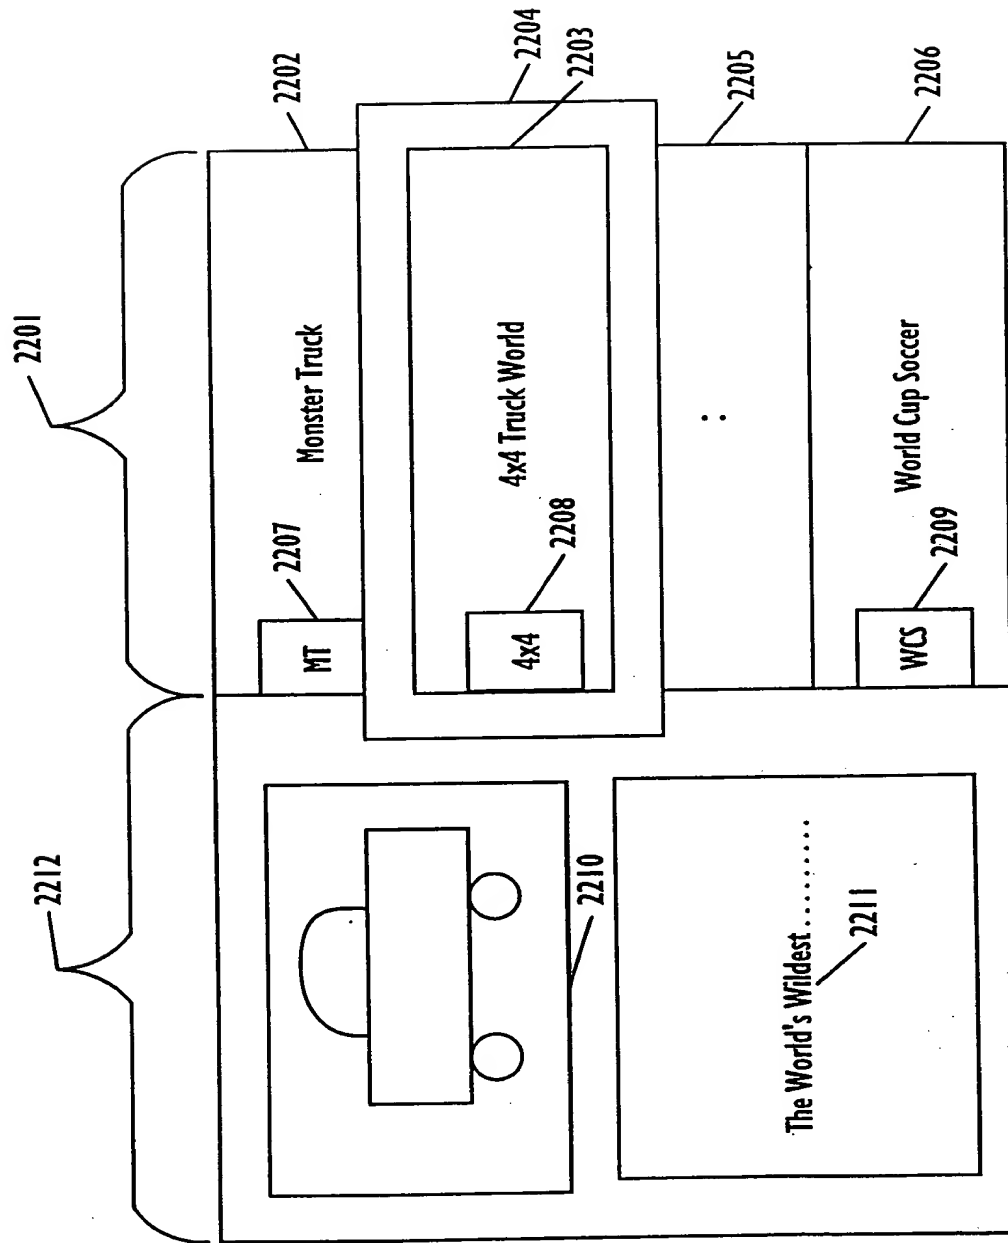 2212
2201
2202
MT
2207
Monster Truck
2204
2203
4x4
2208
4x4 Truck World
2210
:
2205
The World's Wildest.........
2211
WCS
2209
World Cup Soccer
2206